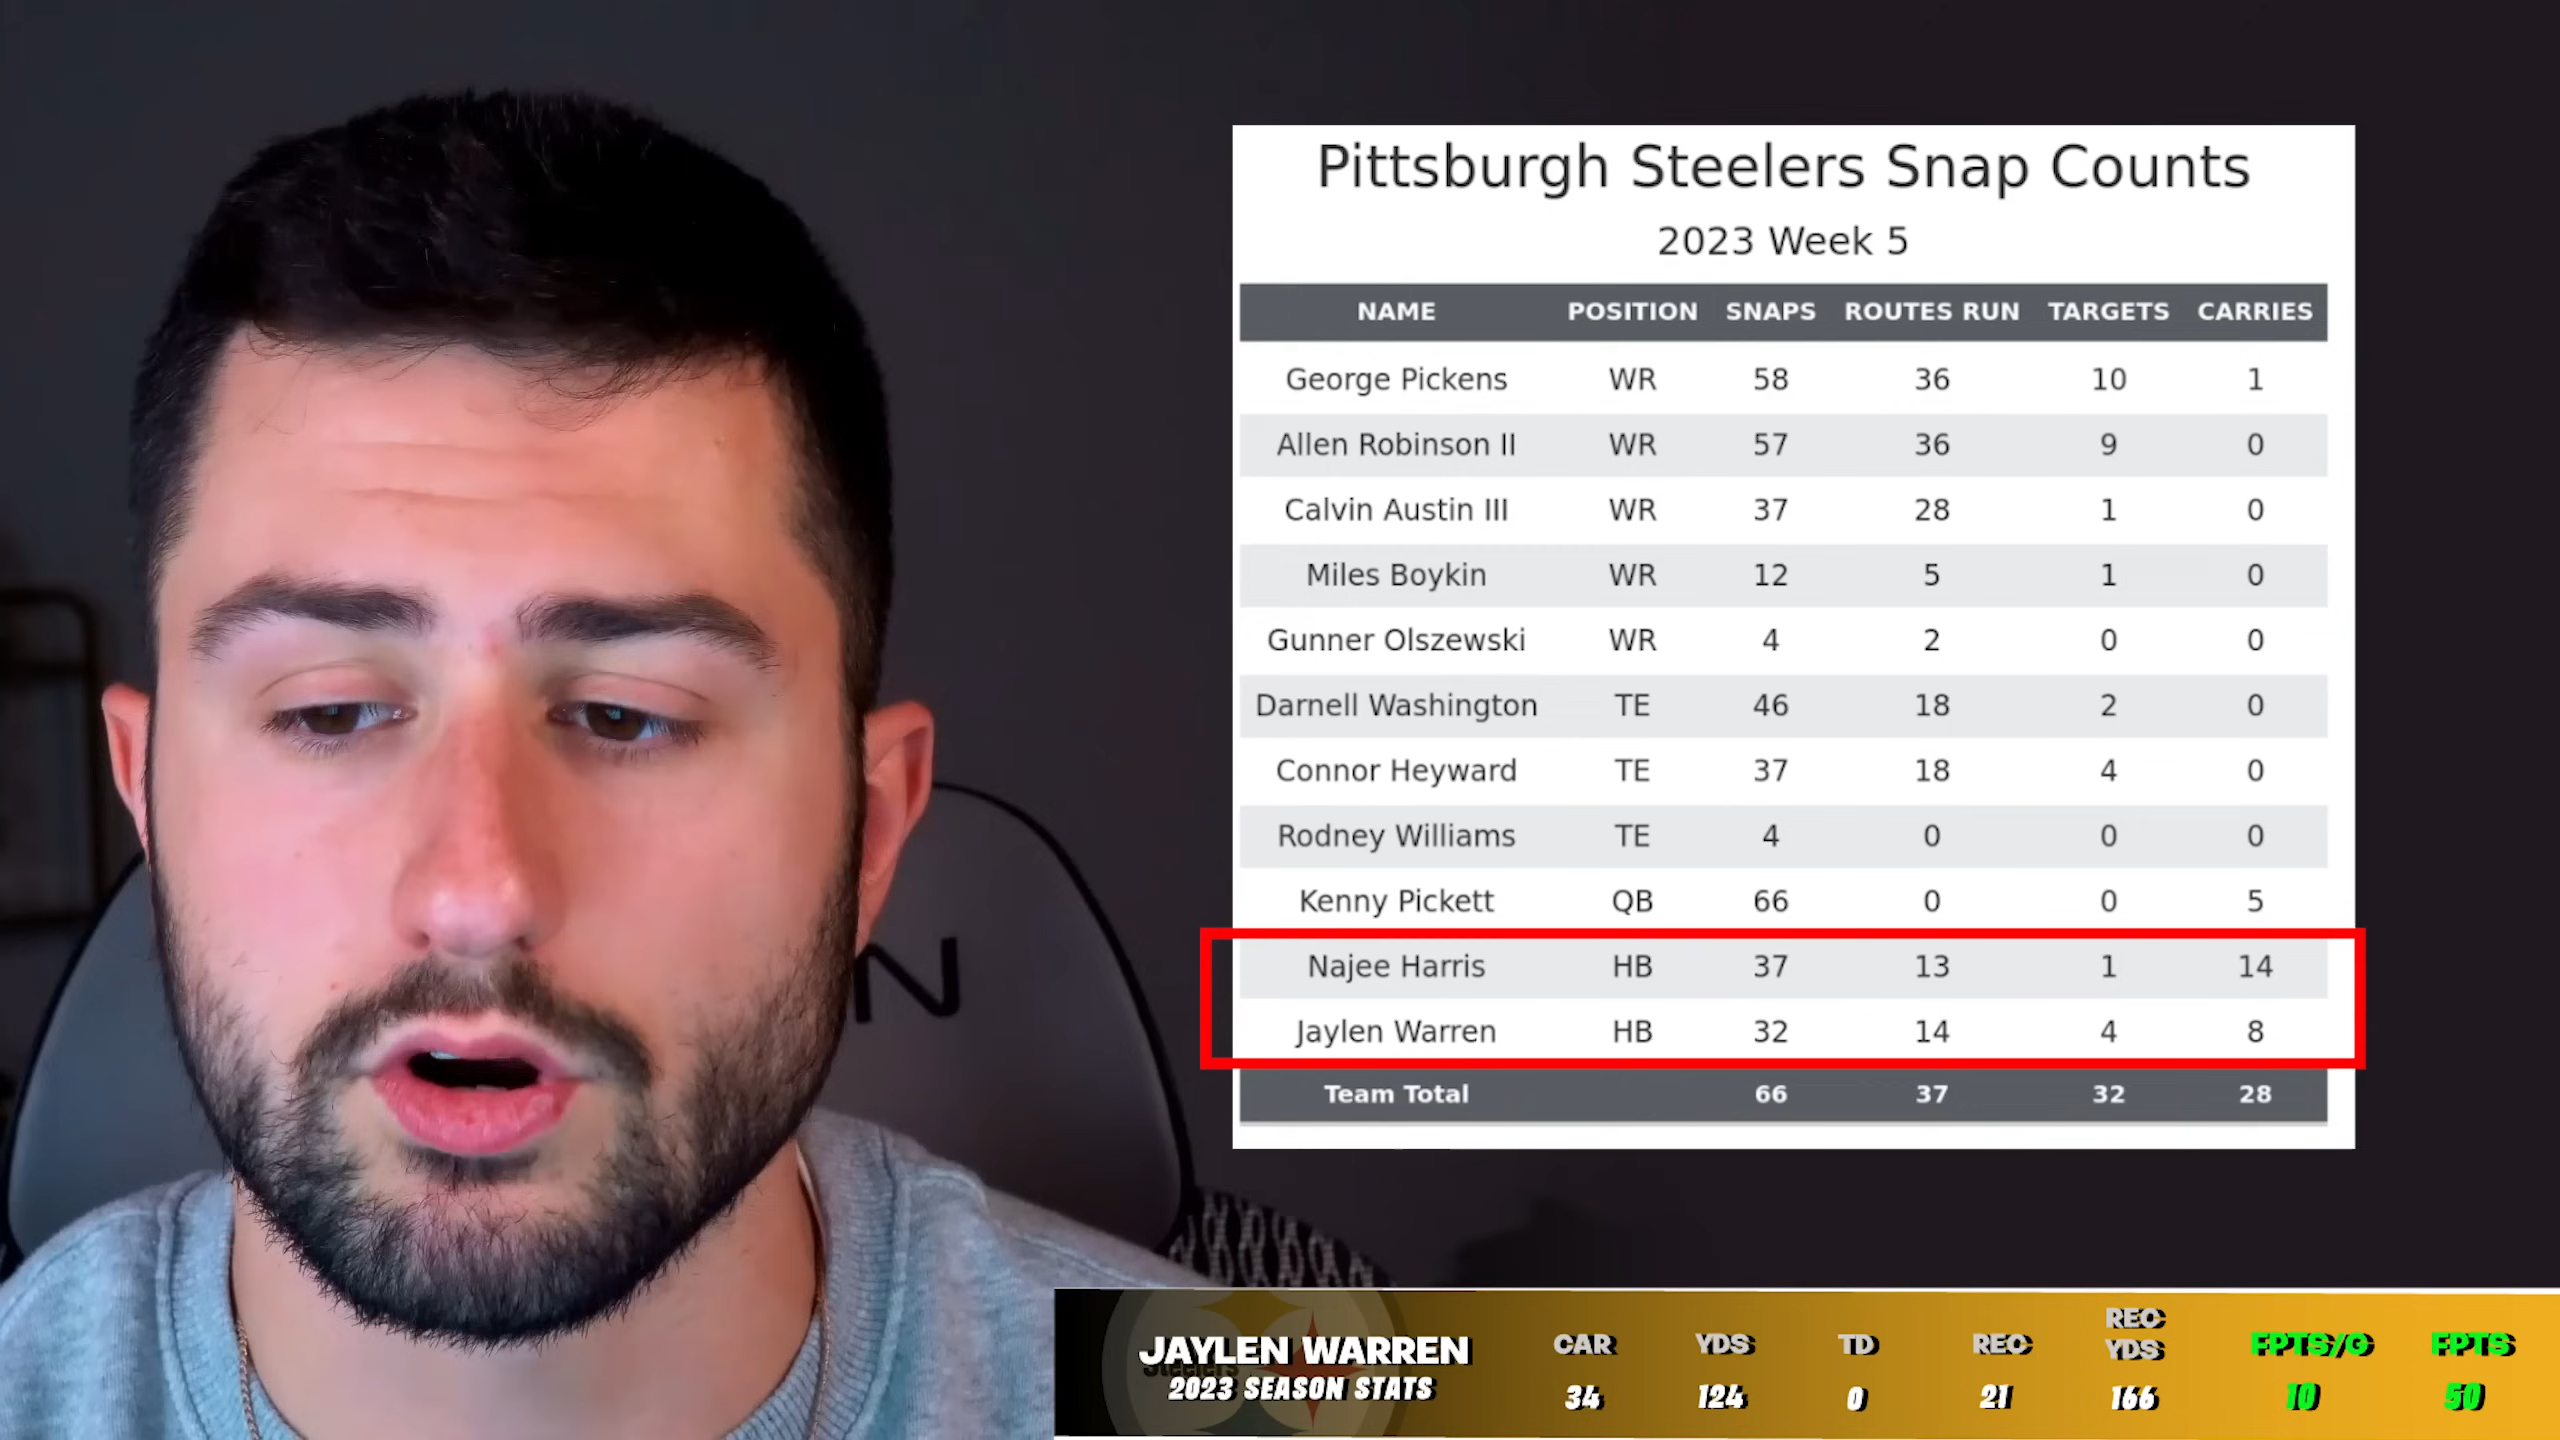 Pittsburgh Steelers Snap Counts
2023 Week 5
NAME POSITION SNAPS ROUTES RUN TARGETS CARRIES
George Pickens WR 58 36 10 1
Allen Robinson II WR 57 36 9 0
Calvin Austin III WR 37 28 1 0
Miles Boykin WR 12 5 1 0
Gunner Olszewski WR 4 2 0 0
Darnell Washington TE 46 18 2 0
Connor Heyward TE 37 18 4 0
Rodney Williams TE 4 0 0 0
Kenny Pickett QB 66 0 0 5
Najee Harris HB 37 13 1 14
Jaylen Warren HB 32 14 4 8
Team Total 66 37 32 28
N
JAYLEN WARREN CAR YDS TD REC REC YDS FPTS/G FPTS
Steelers
2023 SEASON STATS 34 124 0 21 166 10 50